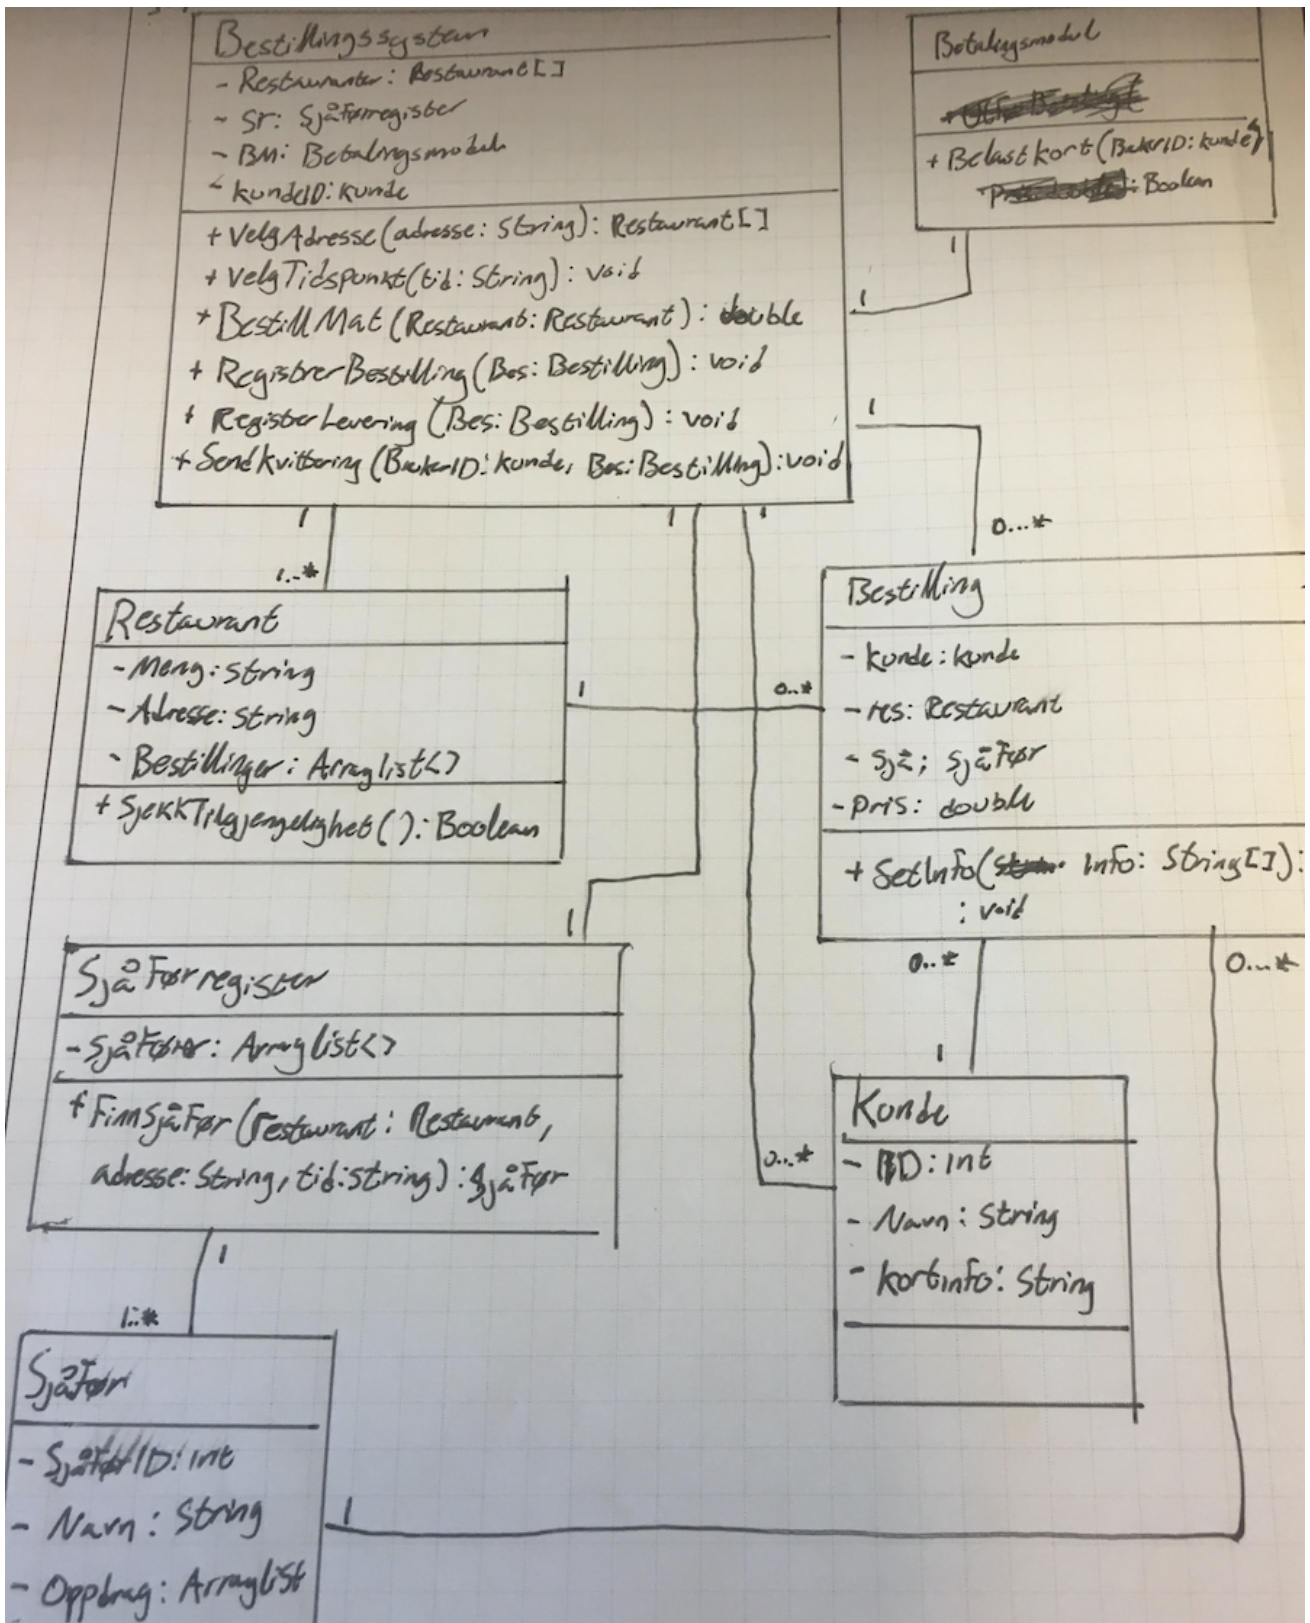 Bestillingssystem
- Restauranter: Restaurant[]
- Sr: Sjåførregister
- BM: Betalingsmodul
- kundeID: kunde
+ VelgAdresse(adresse: String): Restaurant[]
+ VelgTidspunkt(tid: String): void
+ BestillMat(Restaurant: Restaurant): double
+ RegistrerBestilling(Bes: Bestilling): void
+ RegisterLevering(Bes: Bestilling): void
+ SendKvittering(BrukerID: kunde, Bes: Bestilling): void
Betalingsmodul
+ Belastkort(BrukerID: kunde,
): Boolean
1
1
1
0...*
1
1..*
1
1
Restaurant
- Meny: String
- Adresse: String
- Bestillinger: Arraylist<>
+ SjekkTilgjengelighet(): Boolean
1
0..*
Bestilling
- kunde: kunde
- res: Restaurant
- Sjå: Sjåfør
- Pris: double
+ SetInfo( Info: String[]):
: void
1
Sjåførregister
- Sjåfører: Arraylist<>
+ FinnSjåfør(restaurant: Restaurant,
adresse: String, tid: String): Sjåfør
0..*
0...*
1
0..*
Kunde
- ID: Int
- Navn: String
- kortinfo: String
1
1..*
Sjåfør
- SjåførID: Int
- Navn: String
- Oppdrag: Arraylist
1